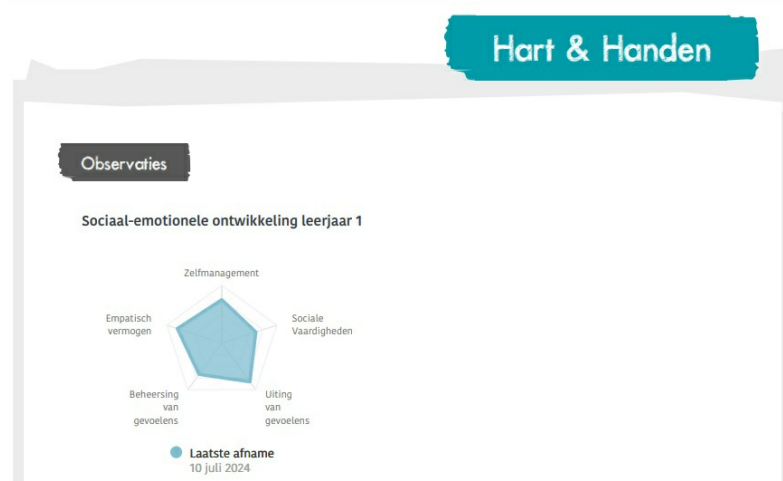 Hart & Handen
Observaties
Sociaal-emotionele ontwikkeling leerjaar 1
Zelfmanagement
Empatisch
vermogen
Sociale
Vaardigheden
Beheersing
van
gevoelens
Uiting
van
gevoelens
Laatste afname
10 juli 2024